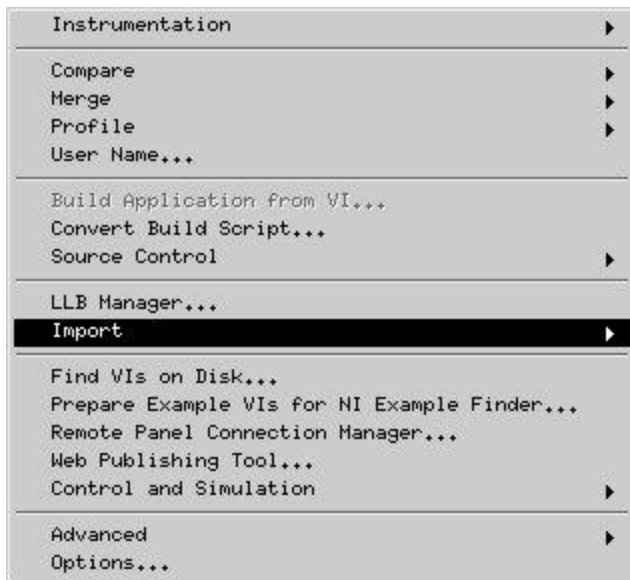 Instrumentation
Compare
Merge
Profile
User Name...
Build Application from VI...
Convert Build Script...
Source Control
LLB Manager...
Import
Find VIs on Disk...
Prepare Example VIs for NI Example Finder...
Remote Panel Connection Manager...
Web Publishing Tool...
Control and Simulation
Advanced
Options...